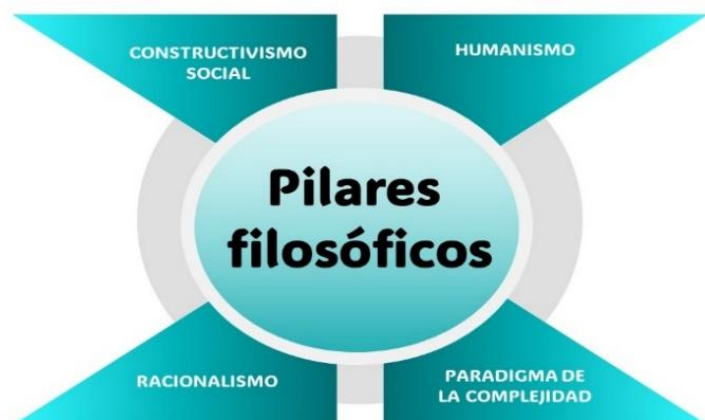 CONSTRUCTIVISMO
SOCIAL
HUMANISMO
Pilares
filosóficos
RACIONALISMO
PARADIGMA DE
LA COMPLEJIDAD